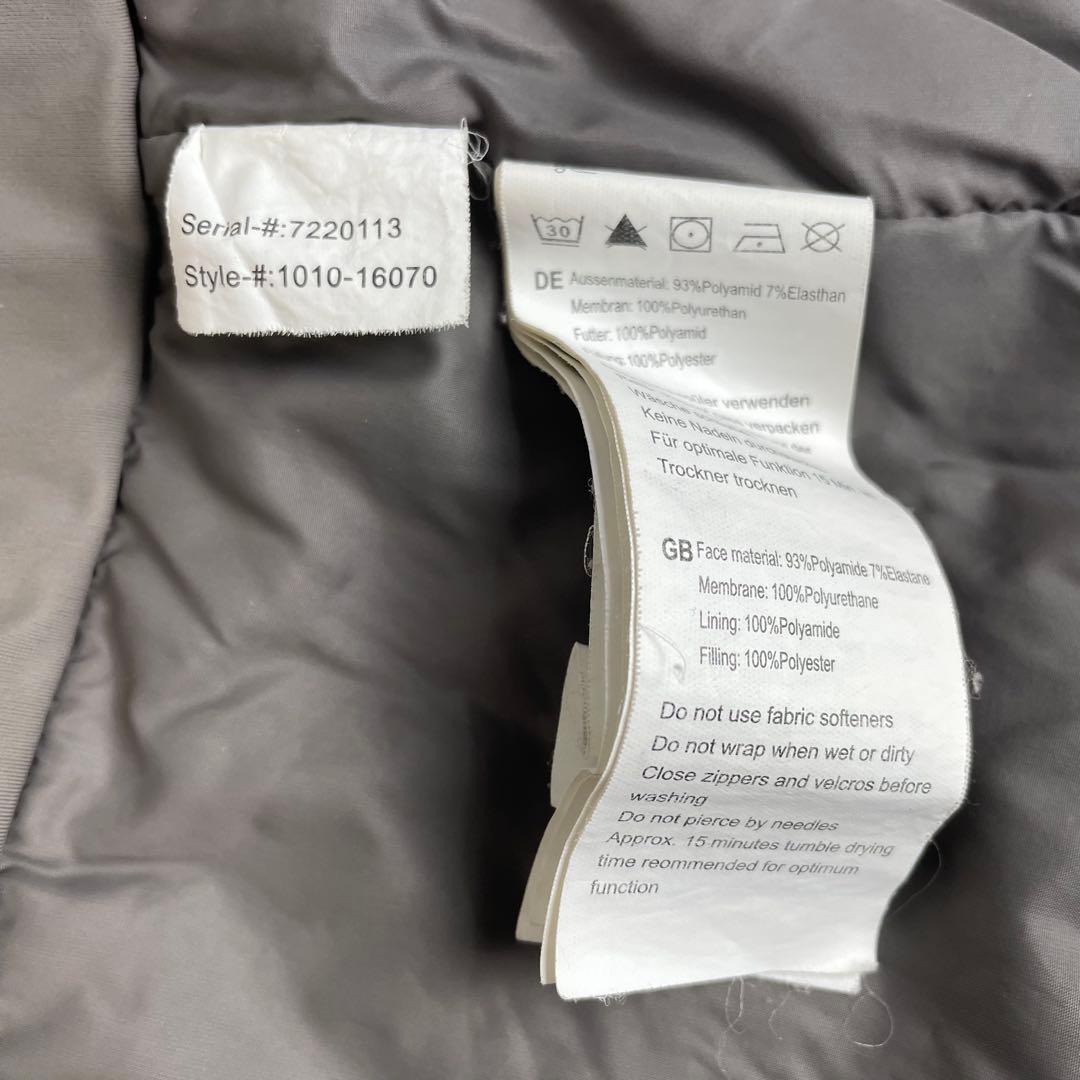 Serial-#:7220113
Style-#:1010-16070
30
DE Aussenmaterial: 93%Polyamid 7%Elasthan
Membran: 100%Polyurethan
Futter: 100%Polyamid
100%Polyester
verwenden
Wäsche verpacken
Keine Nadeln
Für optimale Funktion 15
Trockner trocknen
GB Face material: 93%Polyamide 7%Elastane
Membrane: 100%Polyurethane
Lining: 100%Polyamide
Filling: 100%Polyester
Do not use fabric softeners
Do not wrap when wet or dirty
Close zippers and velcros before
washing
Do not pierce by needles
Approx. 15 minutes tumble drying
time reommended for optimum
function